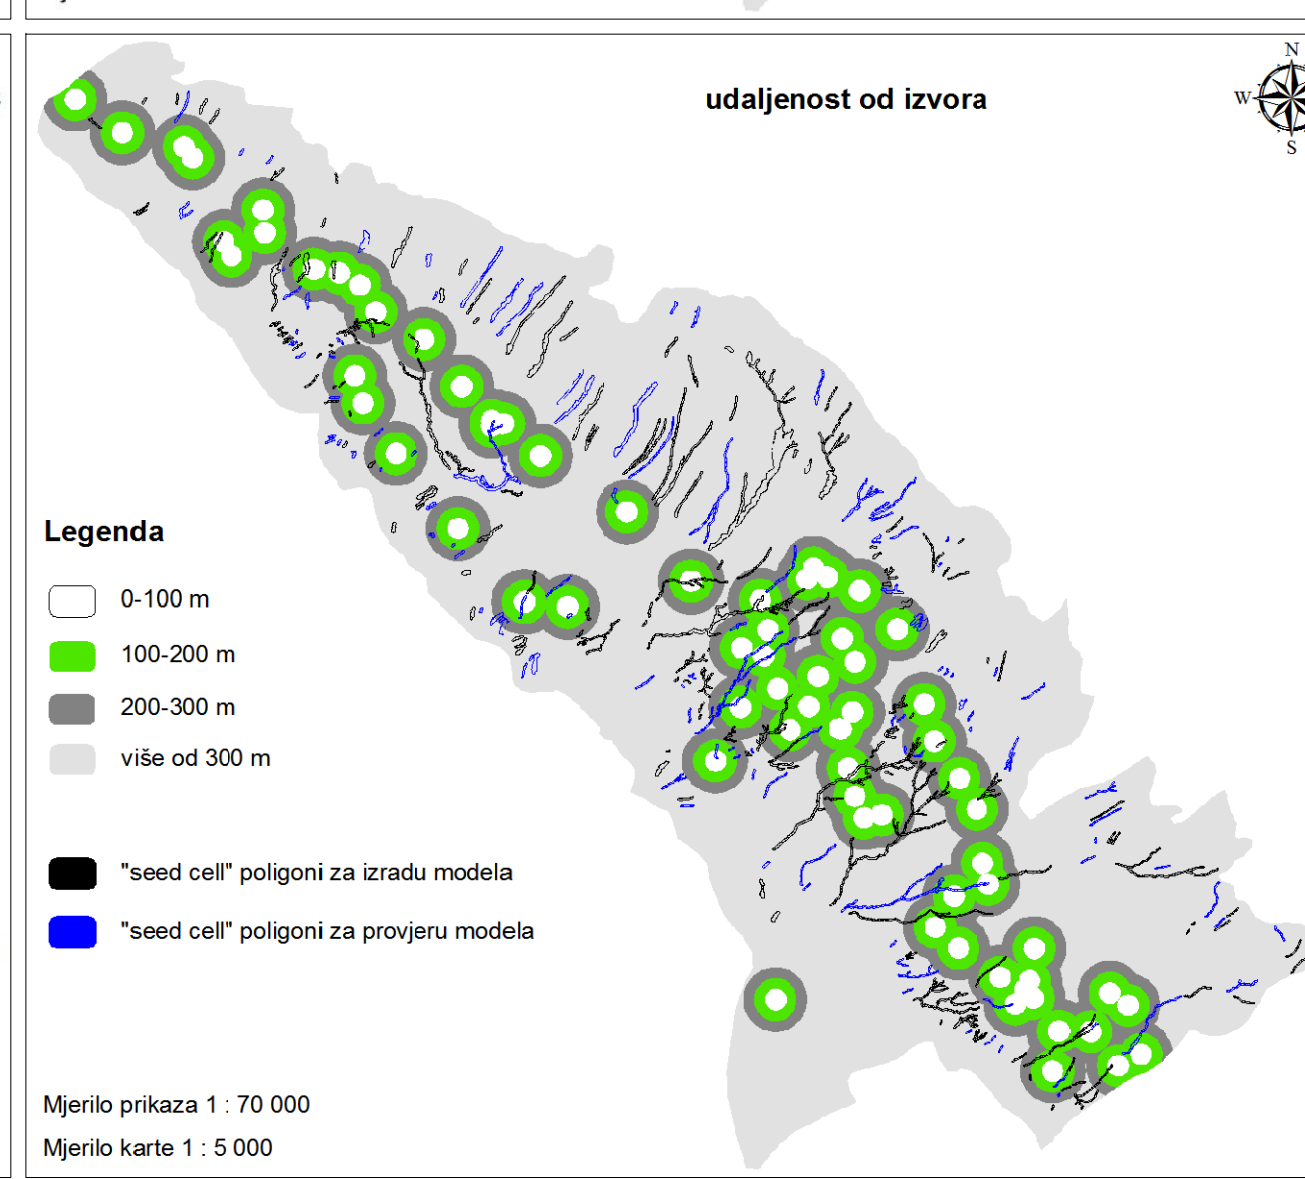 udaljenost od izvora
N
W
S
Legenda
0-100 m
100-200 m
200-300 m
više od 300 m
"seed cell" poligoni za izradu modela
"seed cell" poligoni za provjeru modela
Mjerilo prikaza 1 : 70 000
Mjerilo karte 1 : 5 000